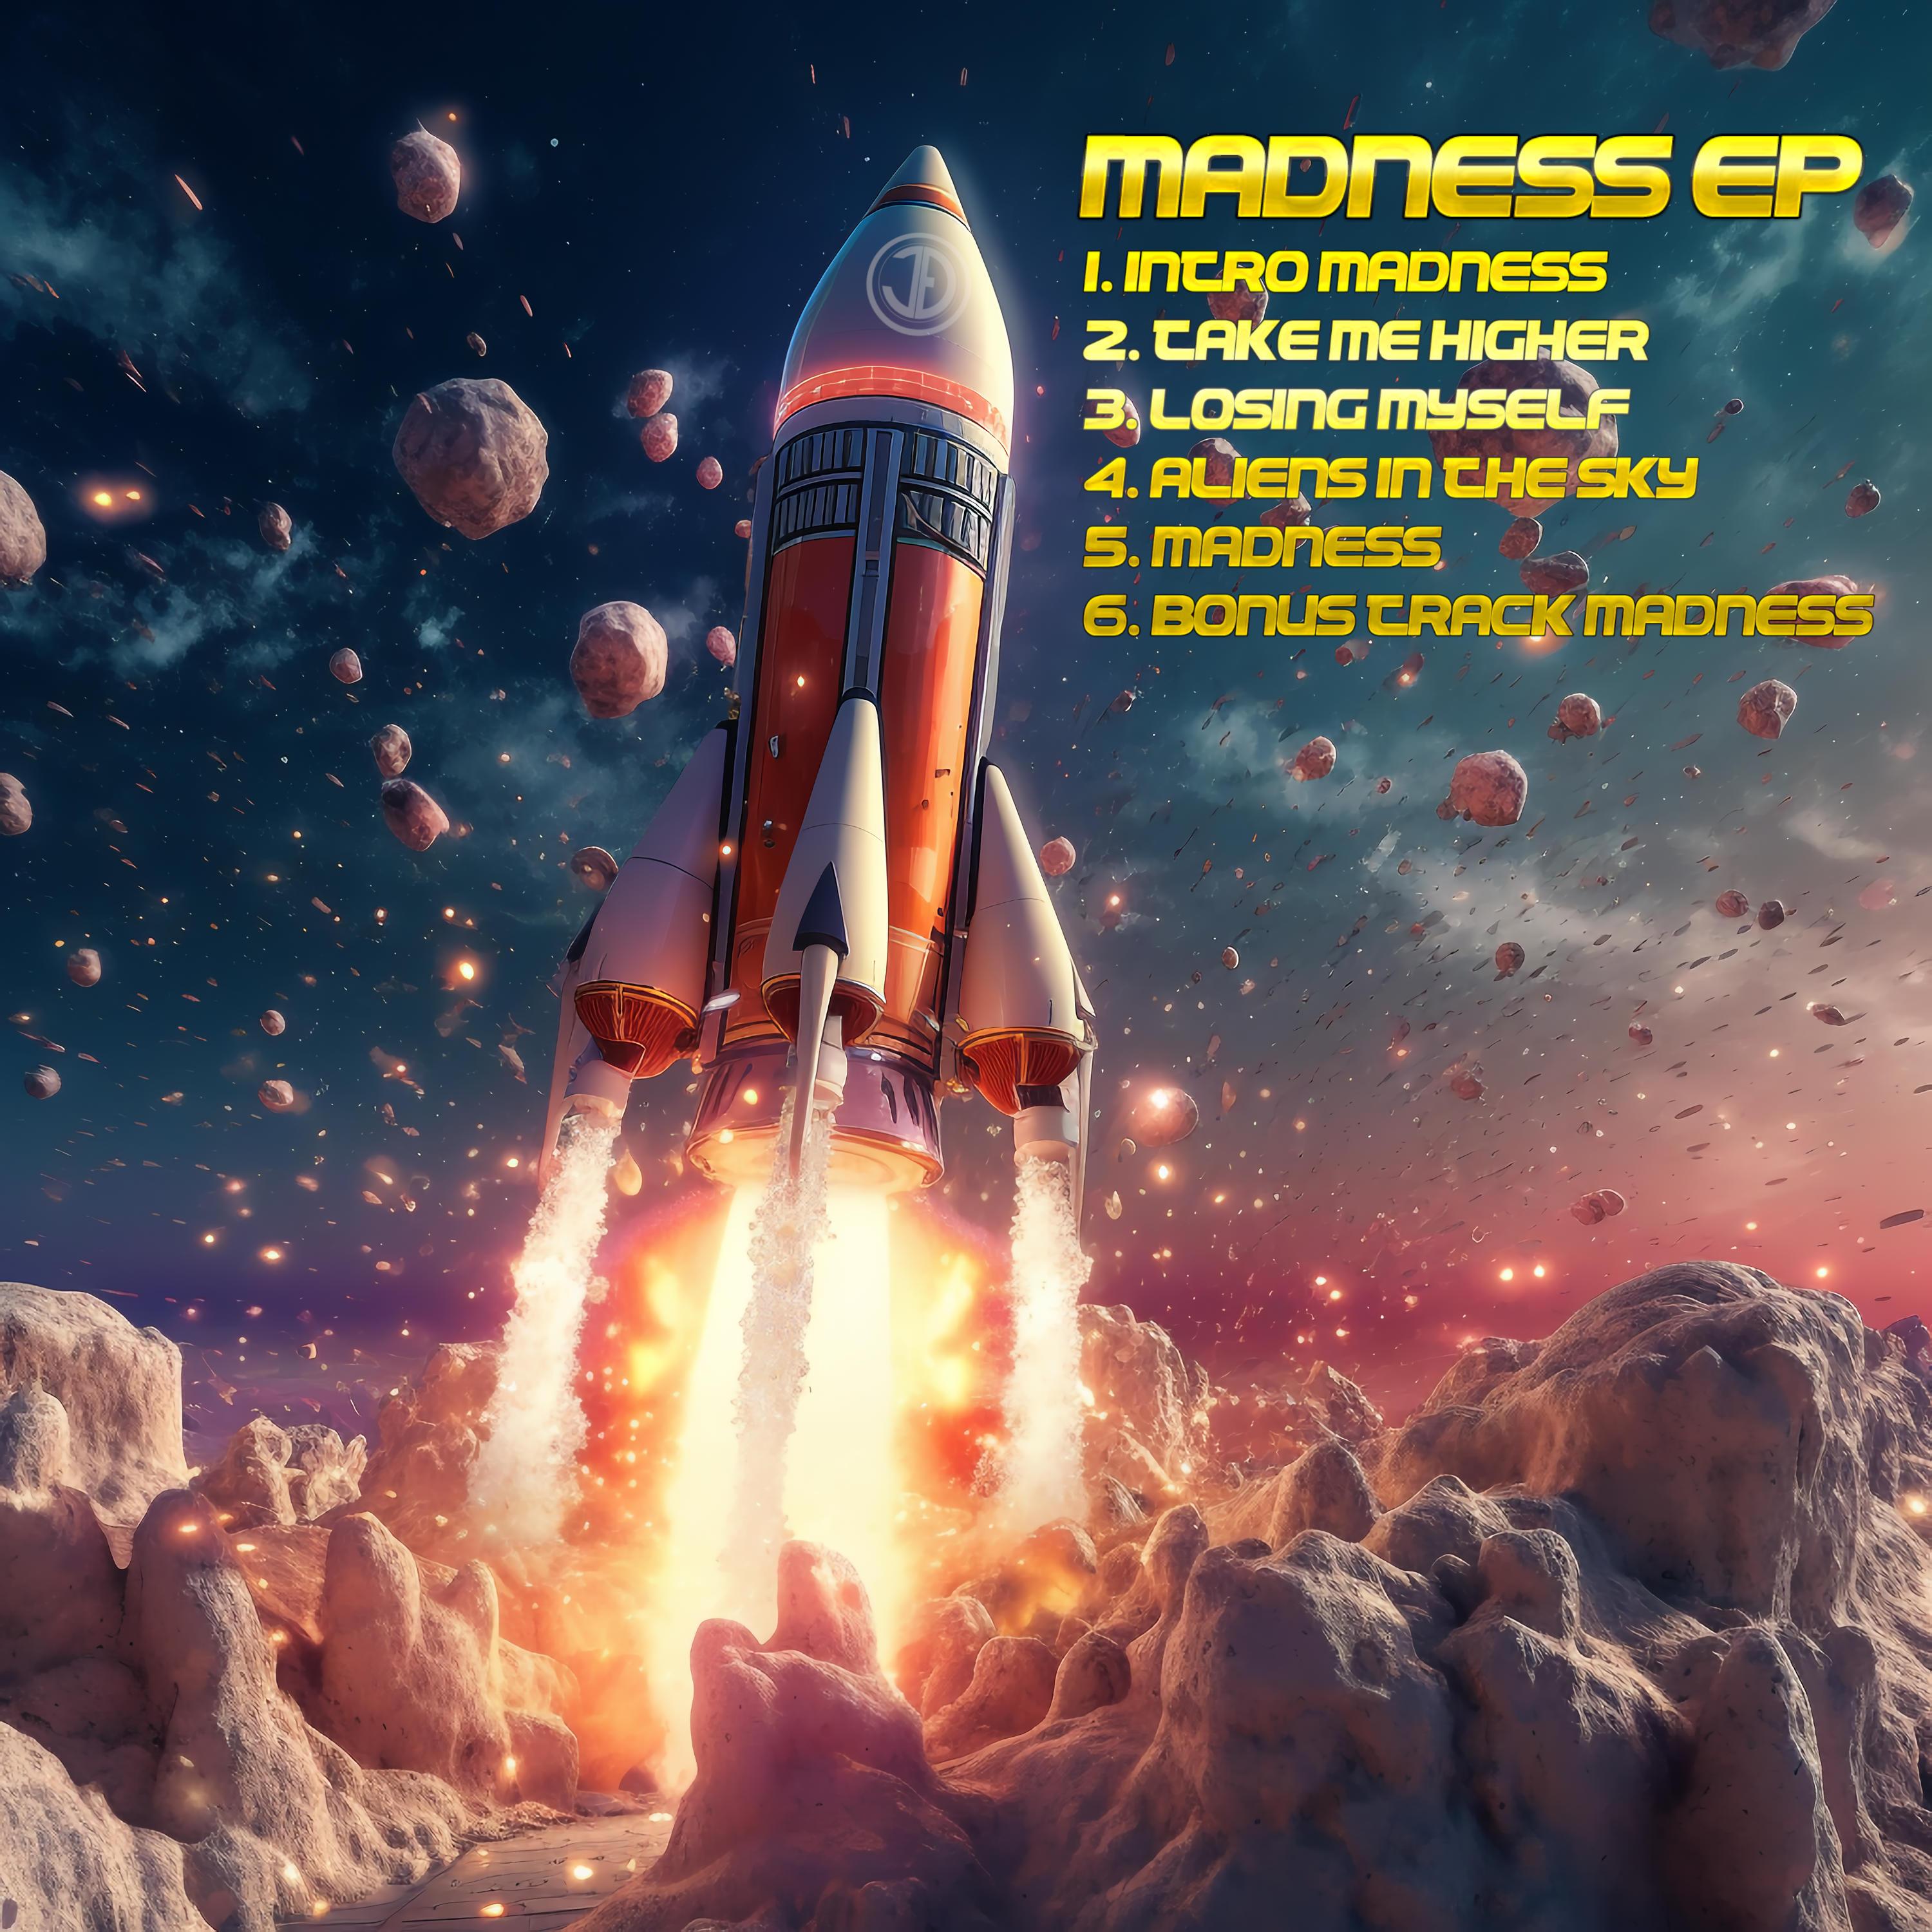 MADNESS EP
1. INTRO MADNESS
2. TAKE ME HIGHER
3. LOSING MYSELF
4. ALIENS IN THE SKY
5. MADNESS
6. BONUS TRACK MADNESS